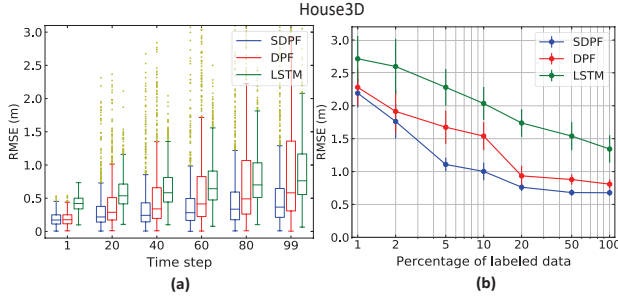 House3D
RMSE (m)
3.0
2.5
2.0
1.5
1.0
0.5
0
SDPF
DPF
LSTM
1 20 40 60 80 99
Time step
(a)
RMSE (m)
3.0
2.5
2.0
1.5
1.0
0.5
0.0
SDPF
DPF
LSTM
1 2 5 10 20 50 100
Percentage of labeled data
(b)